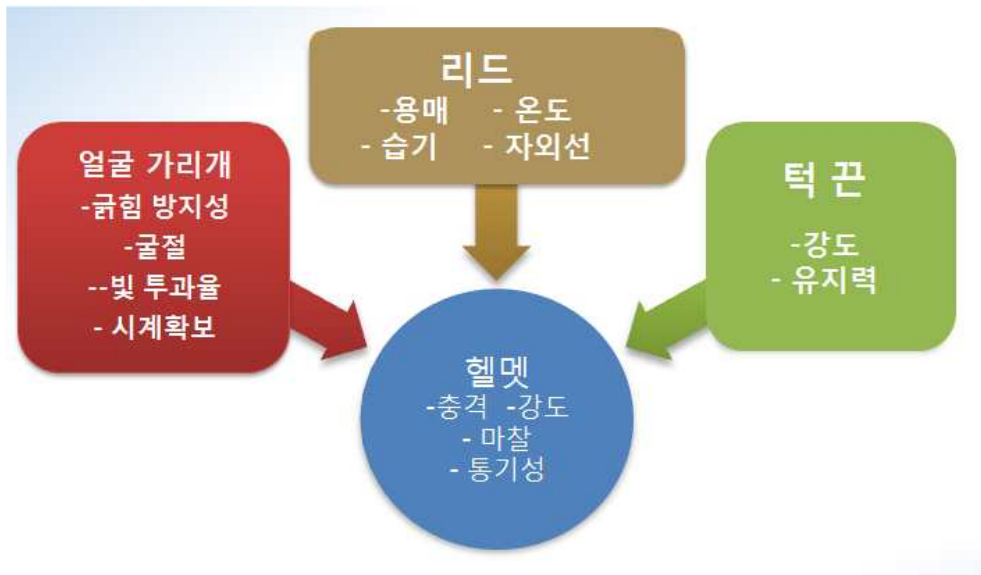 리드
-용매 - 온도
- 습기 - 자외선
얼굴 가리개
-긁힘 방지성
-굴절
--빛 투과율
- 시계확보
턱 끈
-강도
- 유지력
헬멧
-충격 -강도
- 마찰
- 통기성